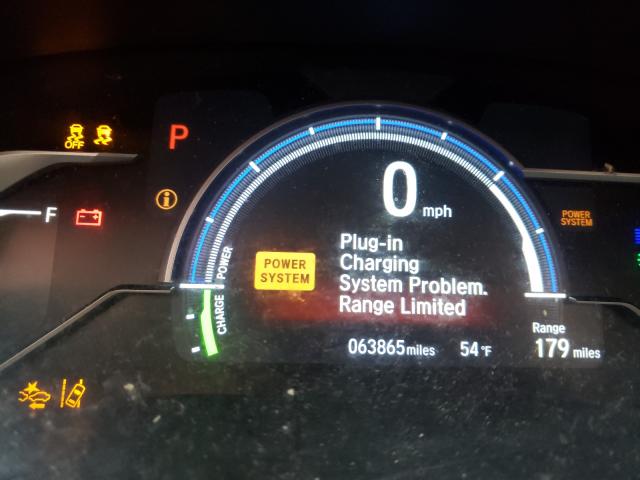 OFF
P
F
0 mph
POWER
SYSTEM
POWER
CHARGE
POWER
SYSTEM
Plug-in
Charging
System Problem.
Range Limited
063865 miles 54 °F
Range
179 miles